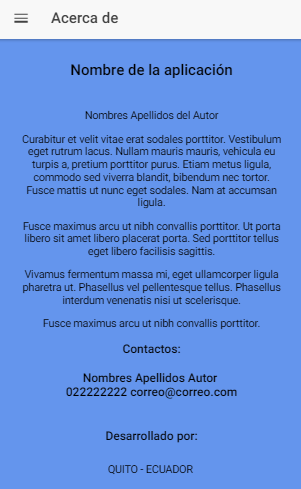 Acerca de
Nombre de la aplicación
Nombres Apellidos del Autor
Curabitur et velit vitae erat sodales porttitor. Vestibulum
eget rutrum lacus. Nullam mauris mauris, vehicula eu
turpis a, pretium porttitor purus. Etiam metus ligula,
commodo sed viverra blandit, bibendum nec tortor.
Fusce mattis ut nunc eget sodales. Nam at accumsan
ligula.
Fusce maximus arcu ut nibh convallis porttitor. Ut porta
libero sit amet libero placerat porta. Sed porttitor tellus
eget libero facilisis sagittis.
Vivamus fermentum massa mi, eget ullamcorper ligula
pharetra ut. Phasellus vel pellentesque tellus. Phasellus
interdum venenatis nisi ut scelerisque.
Fusce maximus arcu ut nibh convallis porttitor.
Contactos:
Nombres Apellidos Autor
022222222 correo@correo.com
Desarrollado por:
QUITO - ECUADOR